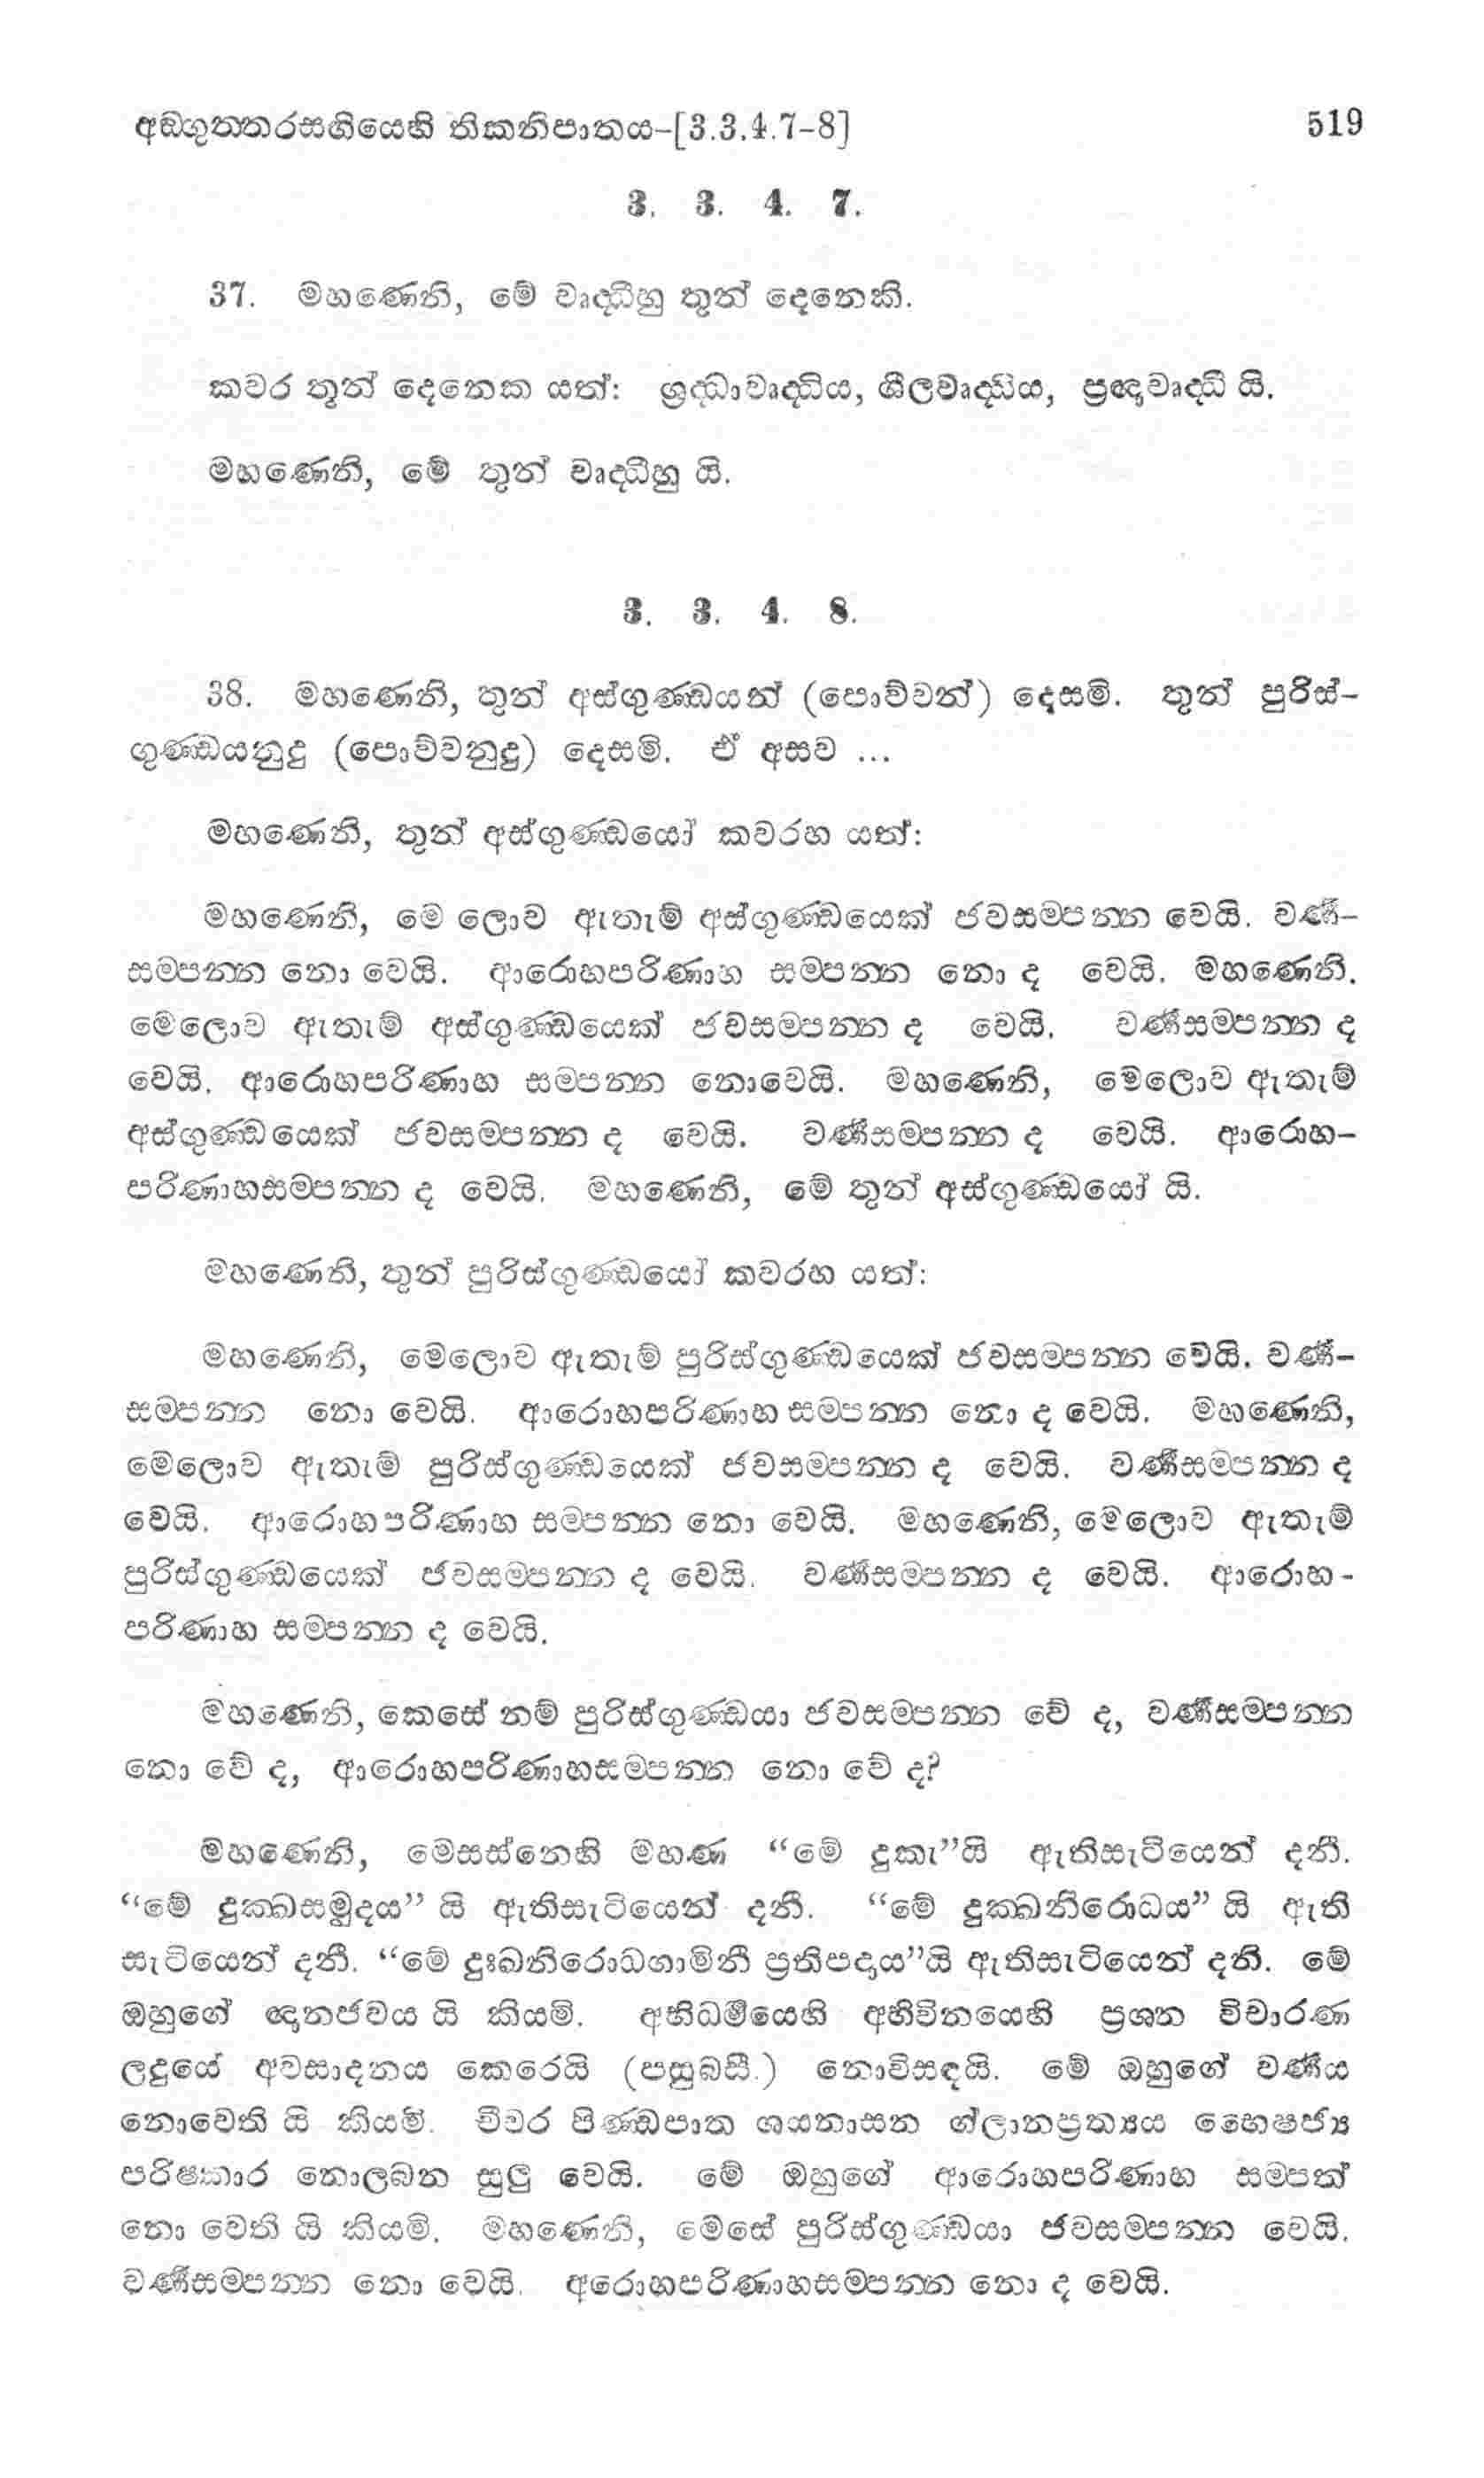 අඞගුතතරසඟියෙහි තිකනිපාතය-[3.3.4.7-8] 519
3. 3. 4. 7.
37. මහණෙනි, මේ වෘද්ධීහු තුන් දෙනෙකි.
කවර තුන් දෙනෙක යත්: ශ්‍රද්ධාවෘද්ධිය, ශීලවෘද්ධිය, ප්‍රඥාවෘද්ධී යි.
මහණෙනි, මේ තුන් වෘද්ධීහු යි.
3. 3. 4. 8.
38. මහණෙනි, තුන් අස්ගුණ්ඩයන් (පොව්වන්) දෙසමි. තුන් පුරිස්-
ගුණ්ඩයනුදු (පොව්වනුදු) දෙසමි. ඒ අසව ...
මහණෙනි, තුන් අස්ගුණ්ඩයෝ කවරහ යත්:
මහණෙනි, මෙ ලොව ඇතැම් අස්ගුණ්ඩයෙක් ජවසම්පන්න වෙයි. වර්ණ-
සම්පන්න නො වෙයි. ආරොහපරිණාහ සම්පන්න නො ද වෙයි. මහණෙනි.
මෙලොව ඇතැම් අස්ගුණ්ඩයෙක් ජවසම්පන්න ද වෙයි. වර්ණසම්පන්න ද
වෙයි. ආරොහපරිණාහ සම්පන්න නොවෙයි. මහණෙනි, මෙලොව ඇතැම්
අස්ගුණ්ඩයෙක් ජවසම්පන්න ද වෙයි. වර්ණසම්පන්න ද වෙයි. ආරොහ-
පරිණාහසම්පන්න ද වෙයි. මහණෙනි, මේ තුන් අස්ගුණ්ඩයෝ යි.
මහණෙනි, තුන් පුරිස්ගුණ්ඩයෝ කවරහ යත්:
මහණෙනි, මෙලොව ඇතැම් පුරිස්ගුණ්ඩයෙක් ජවසම්පන්න වෙයි. වර්ණ-
සම්පන්න නො වෙයි. ආරොහපරිණාහ සම්පන්න නො ද වෙයි. මහණෙනි,
මෙලොව ඇතැම් පුරිස්ගුණ්ඩයෙක් ජවසම්පන්න ද වෙයි. වර්ණසම්පන්න ද
වෙයි. ආරොහපරිණාහ සම්පන්න නො වෙයි. මහණෙනි, මෙලොව ඇතැම්
පුරිස්ගුණ්ඩයෙක් ජවසම්පන්න ද වෙයි. වර්ණසම්පන්න ද වෙයි. ආරොහ-
පරිණාහ සම්පන්න ද වෙයි.
මහණෙනි, කෙසේ නම් පුරිස්ගුණ්ඩයා ජවසම්පන්න වේ ද, වර්ණසම්පන්න
නො වේ ද, ආරොහපරිණාහසම්පන්න නො වේ ද?
මහණෙනි, මෙසස්නෙහි මහණ “මේ දුකැ”යි ඇතිසැටියෙන් දනී.
“මේ දුක්ඛසමුදය” යි ඇතිසැටියෙන් දනී. “මේ දුක්ඛනිරොධය” යි ඇති
සැටියෙන් දනී. “මේ දුඃඛනිරොධගාමිනී ප්‍රතිපදාය”යි ඇතිසැටියෙන් දනී. මේ
ඔහුගේ ඥානජවය යි කියමි. අභිධර්මයෙහි අභිවිනයෙහි ප්‍රශ්න විචාරණ
ලදුයේ අවසාදනය කෙරෙයි (පසුබසී.) නොවිසඳයි. මේ ඔහුගේ වර්ණය
නොවෙති යි කියමි. චීවර පිණ්ඩපාත ශයනාසන ග්ලානප්‍රත්‍යය භෛෂජ්‍ය
පරිෂ්කාර නොලබන සුලු වෙයි. මේ ඔහුගේ ආරොහපරිණාහ සම්පත්
නො වෙති යි කියමි. මහණෙනි, මෙසේ පුරිස්ගුණ්ඩයා ජවසම්පන්න වෙයි.
වර්ණසම්පන්න නො වෙයි. අරොහපරිණාහසම්පන්න නො ද වෙයි.